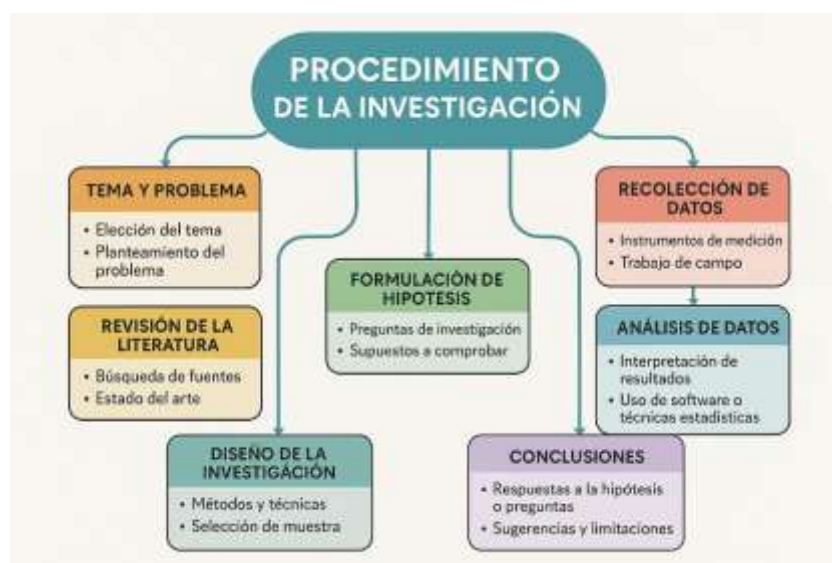 PROCEDIMIENTO
DE LA INVESTIGACIÓN
TEMA Y PROBLEMA
• Elección del tema
• Planteamiento del
problema
REVISIÓN DE LA
LITERATURA
• Búsqueda de fuentes
• Estado del arte
DISEÑO DE LA
INVESTIGÁCIÓN
• Métodos y técnicas
• Selección de muestra
FORMULACIÓN DE
HIPOTESIS
• Preguntas de investigación
• Supuestos a comprobar
CONCLUSIONES
• Respuestas a la hipótesis
o preguntas
• Sugerencias y limitaciones
RECOLECCIÓN DE
DATOS
• Instrumentos de medición
• Trabajo de campo
ANÁLISIS DE DATOS
• Interpretación de
resultados
• Uso de software o
técnicas estadísticas